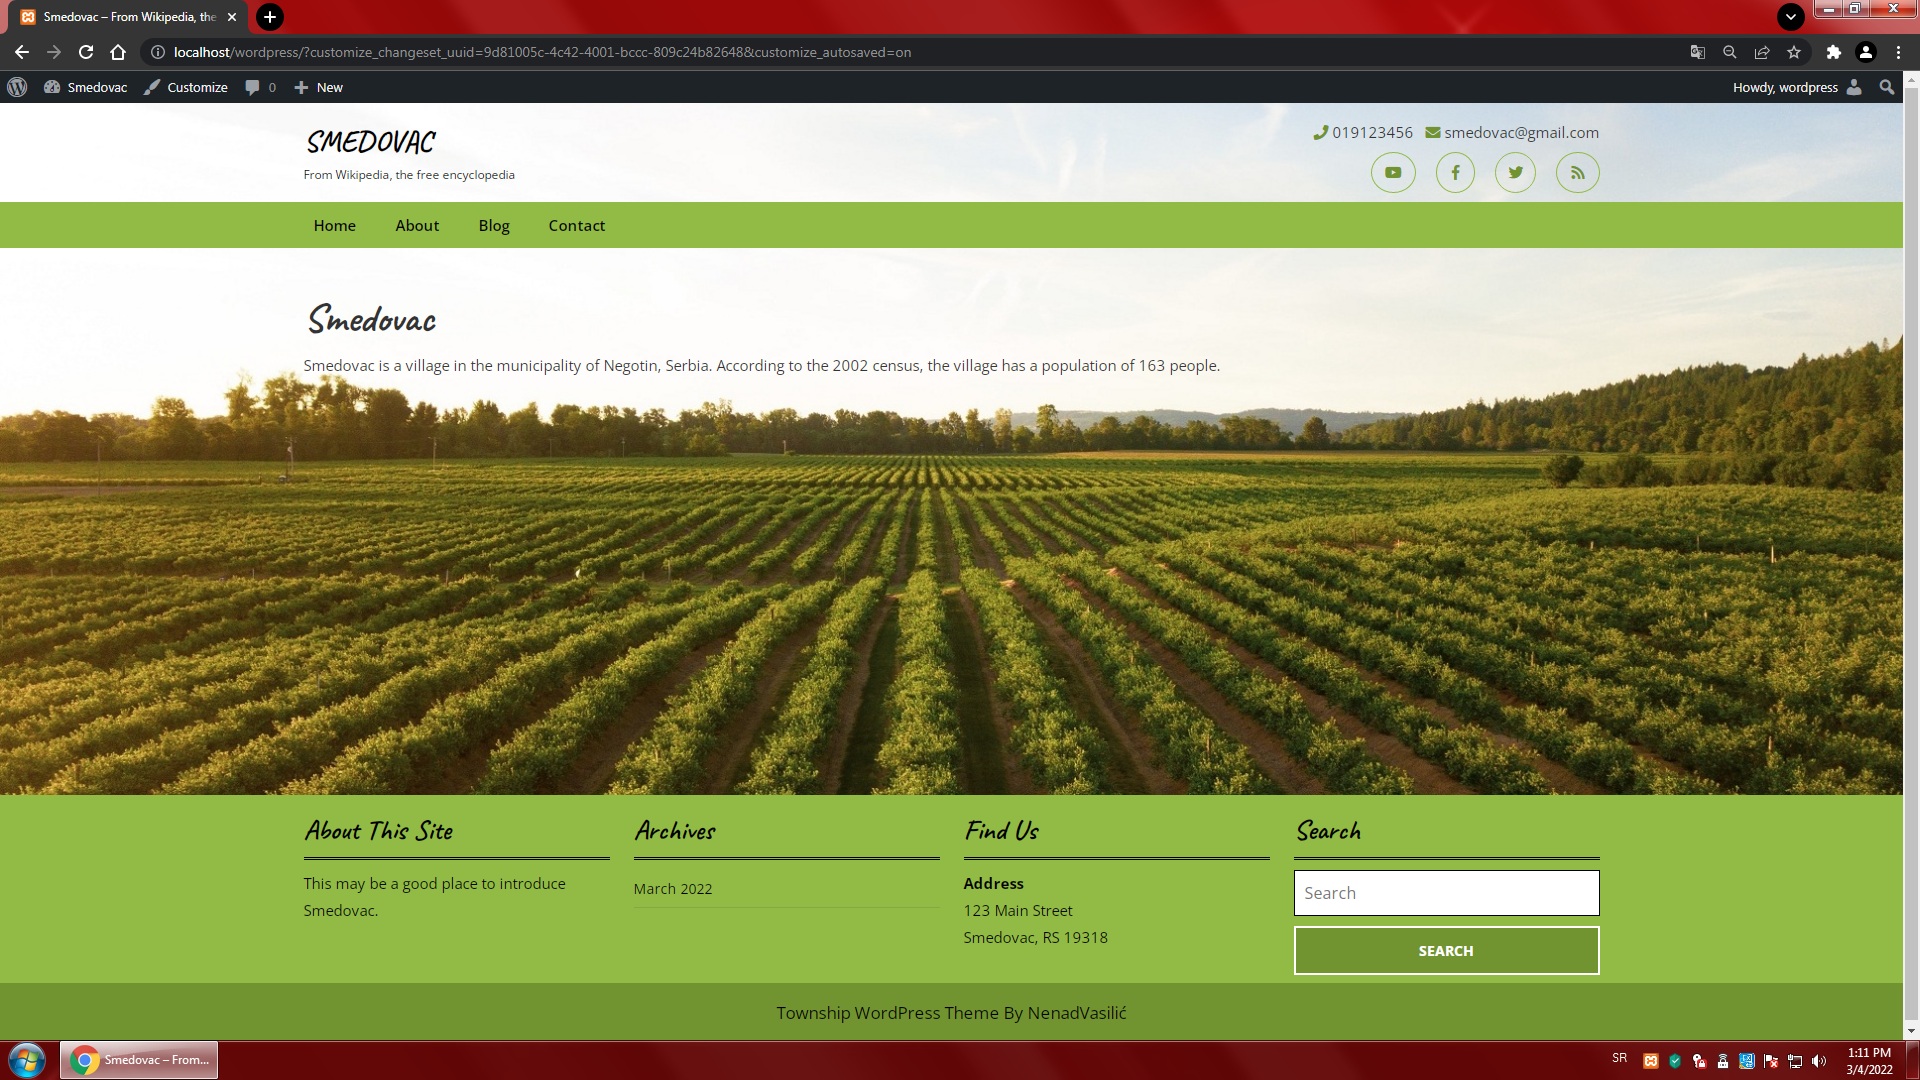 Smedovac – From Wikipedia, the
localhost/wordpress/?customize_changeset_uuid=9d81005c-4c42-4001-bccc-809c24b82648&customize_autosaved=on
Smedovac Customize 0 New Howdy, wordpress
SMEDOVAC
From Wikipedia, the free encyclopedia
019123456 smedovac@gmail.com
Home About Blog Contact
Smedovac
Smedovac is a village in the municipality of Negotin, Serbia. According to the 2002 census, the village has a population of 163 people.
About This Site
This may be a good place to introduce
Smedovac.
Archives
March 2022
Find Us
Address
123 Main Street
Smedovac, RS 19318
Search
Search
SEARCH
Township WordPress Theme By NenadVasilić
Smedovac – From...
SR
1:11 PM
3/4/2022